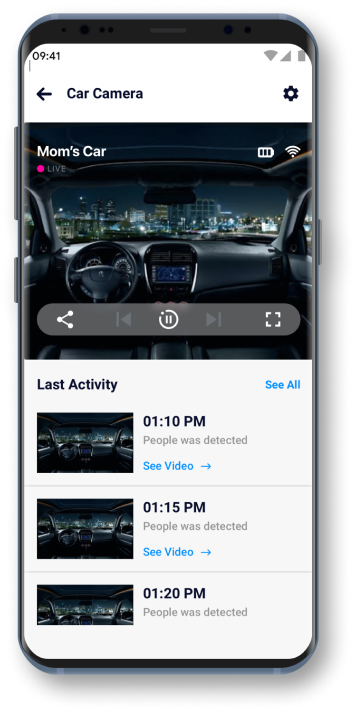 09:41
Car Camera
Mom's Car
LIVE
Last Activity
See All
01:10 PM
People was detected
See Video →
01:15 PM
People was detected
See Video →
01:20 PM
People was detected